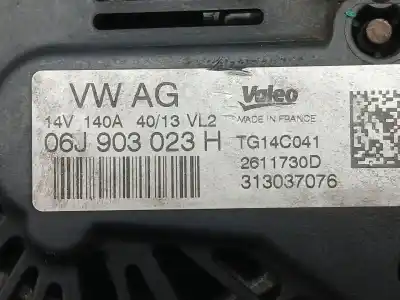 VW AG
Valeo
14V 140A 40/13 VL2
MADE IN FRANCE
06J 903 023 H
TG14C041
2611730D
313037076